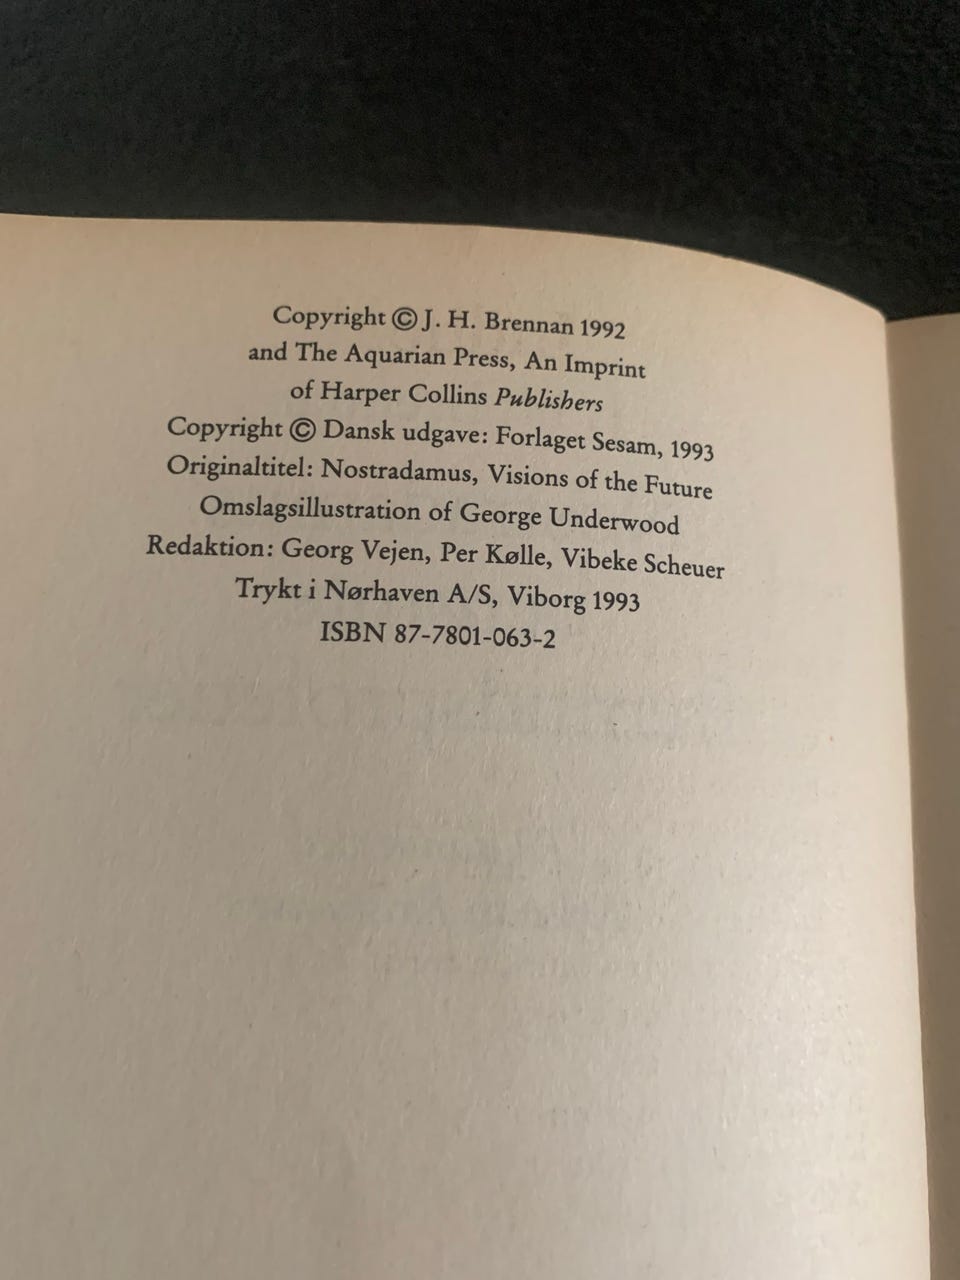 Copyright © J. H. Brennan 1992
and The Aquarian Press, An Imprint
of Harper Collins Publishers
Copyright © Dansk udgave: Forlaget Sesam, 1993
Originaltitel: Nostradamus, Visions of the Future
Omslagsillustration of George Underwood
Redaktion: Georg Vejen, Per Kølle, Vibeke Scheuer
Trykt i Nørhaven A/S, Viborg 1993
ISBN 87-7801-063-2